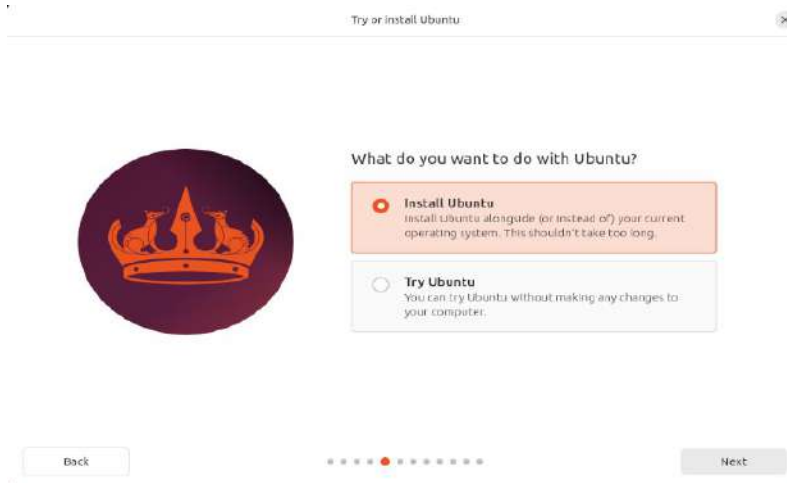 Try or install Ubuntu
What do you want to do with Ubuntu?
Install Ubuntu
Install Ubuntu alongside (or instead of) your current
operating system. This shouldn't take too long.
Try Ubuntu
You can try Ubuntu without making any changes to
your computer.
Back
Next